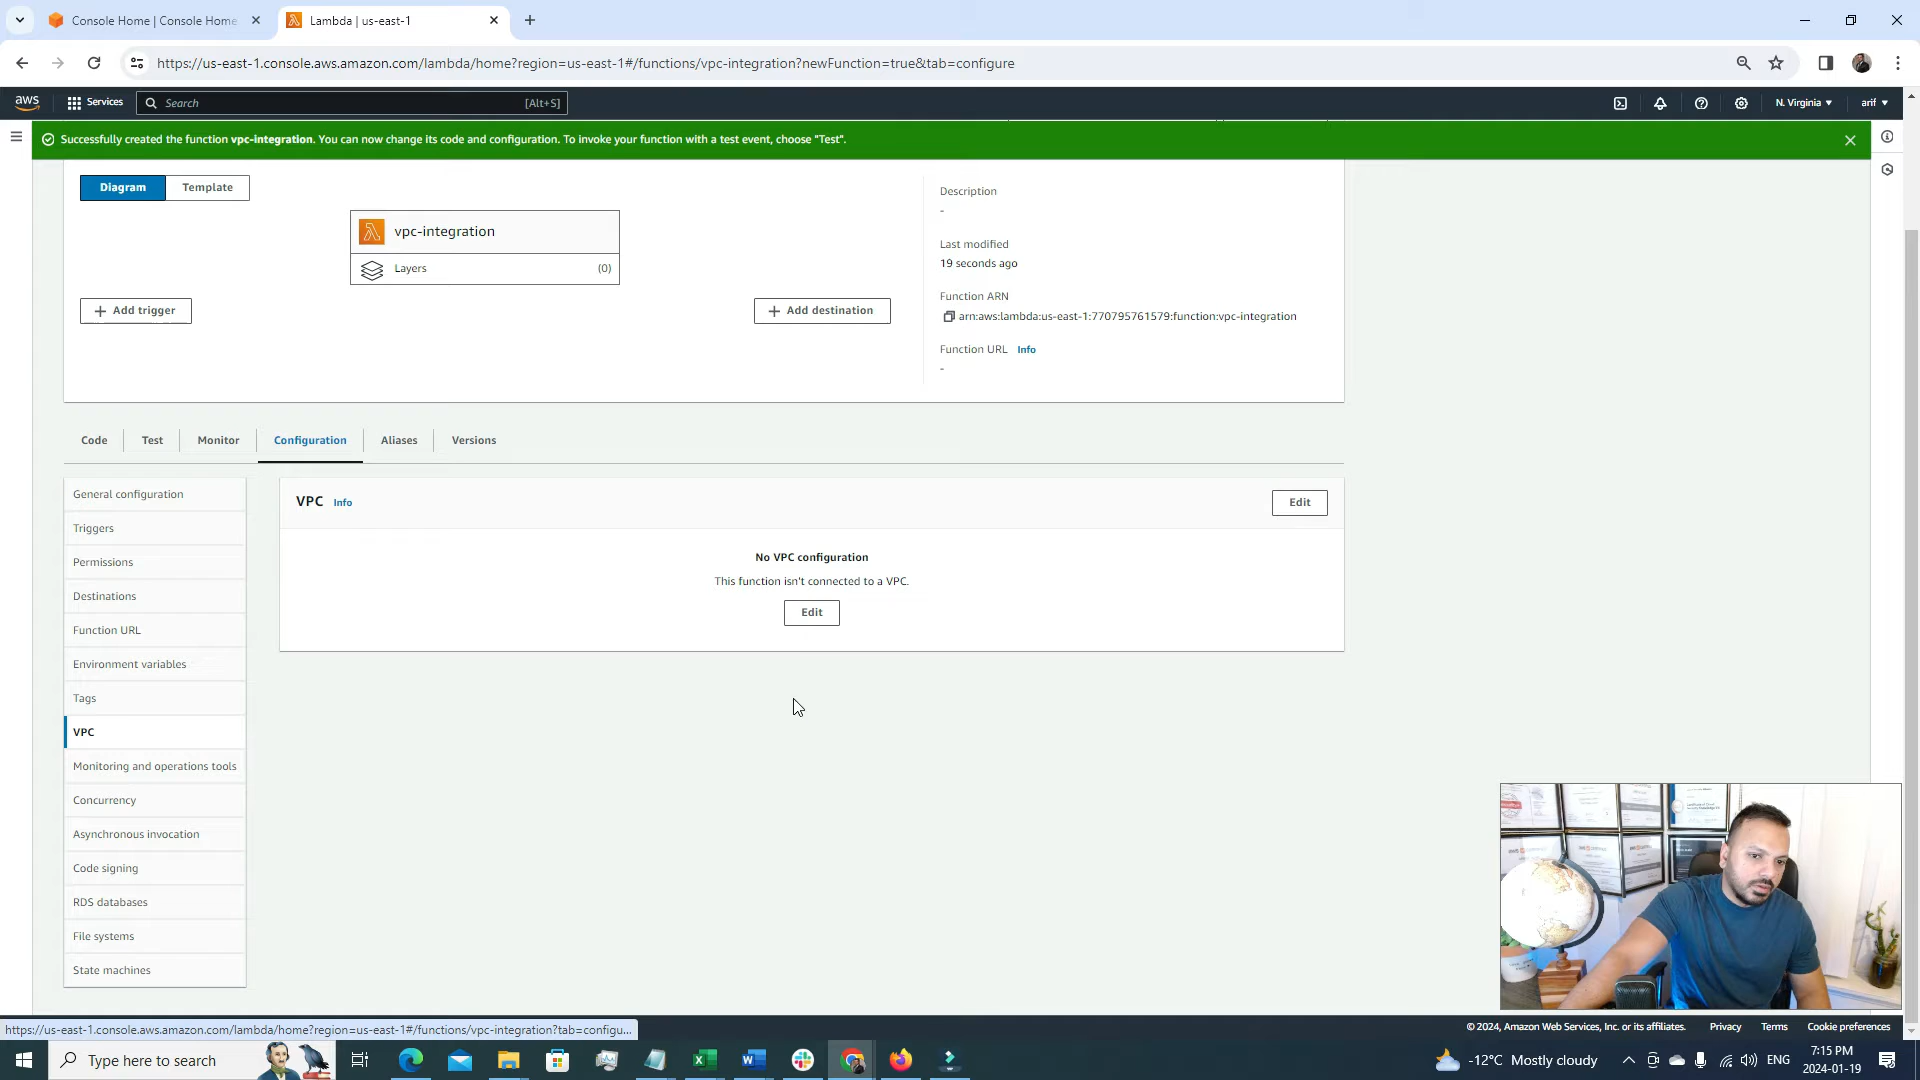 Console Home | Console Home
Lambda | us-east-1
https://us-east-1.console.aws.amazon.com/lambda/home?region=us-east-1#/functions/vpc-integration?newFunction=true&tab=configure
aws
Services
Search
[Alt+S]
N. Virginia
arif
Successfully created the function vpc-integration. You can now change its code and configuration. To invoke your function with a test event, choose "Test".
Diagram
Template
vpc-integration
Layers
(0)
Add trigger
Add destination
Description
-
Last modified
19 seconds ago
Function ARN
arn:aws:lambda:us-east-1:770795761579:function:vpc-integration
Function URL Info
-
Code
Test
Monitor
Configuration
Aliases
Versions
General configuration
Triggers
Permissions
Destinations
Function URL
Environment variables
Tags
VPC
Monitoring and operations tools
Concurrency
Asynchronous invocation
Code signing
RDS databases
File systems
State machines
VPC Info
Edit
No VPC configuration
This function isn't connected to a VPC.
Edit
https://us-east-1.console.aws.amazon.com/lambda/home?region=us-east-1#/functions/vpc-integration?tab=configu...
© 2024, Amazon Web Services, Inc. or its affiliates.
Privacy
Terms
Cookie preferences
Type here to search
-12°C Mostly cloudy
ENG
7:15 PM
2024-01-19